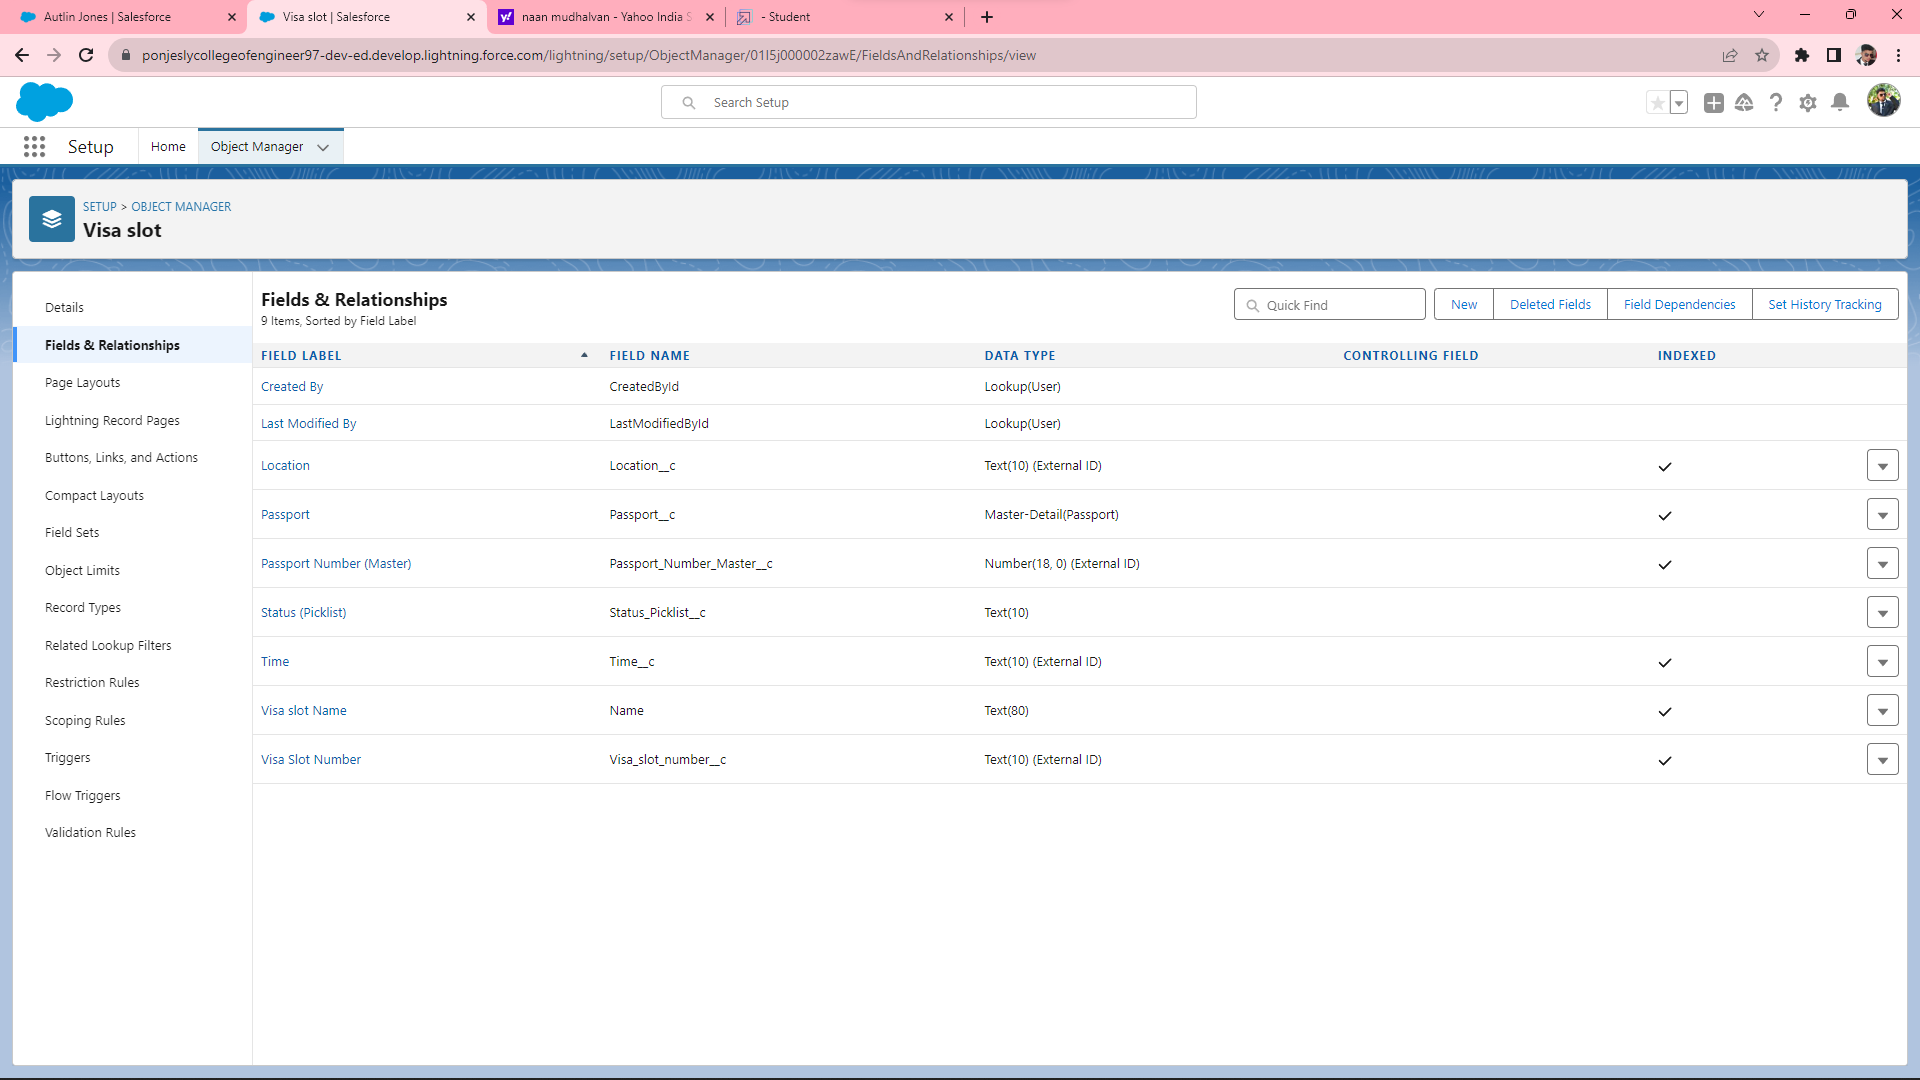 Autlin Jones | Salesforce
Visa slot | Salesforce
naan mudhalvan - Yahoo India S
- Student
ponjeslycollegeofengineer97-dev-ed.develop.lightning.force.com/lightning/setup/ObjectManager/01I5j000002zawE/FieldsAndRelationships/view
Search Setup
Setup
Home
Object Manager
SETUP > OBJECT MANAGER
Visa slot
Details
Fields & Relationships
Page Layouts
Lightning Record Pages
Buttons, Links, and Actions
Compact Layouts
Field Sets
Object Limits
Record Types
Related Lookup Filters
Restriction Rules
Scoping Rules
Triggers
Flow Triggers
Validation Rules
Fields & Relationships
9 Items, Sorted by Field Label
Quick Find
New
Deleted Fields
Field Dependencies
Set History Tracking
FIELD LABEL FIELD NAME DATA TYPE CONTROLLING FIELD INDEXED
Created By CreatedById Lookup(User)
Last Modified By LastModifiedById Lookup(User)
Location Location__c Text(10) (External ID)
Passport Passport__c Master-Detail(Passport)
Passport Number (Master) Passport_Number_Master__c Number(18, 0) (External ID)
Status (Picklist) Status_Picklist__c Text(10)
Time Time__c Text(10) (External ID)
Visa slot Name Name Text(80)
Visa Slot Number Visa_slot_number__c Text(10) (External ID)